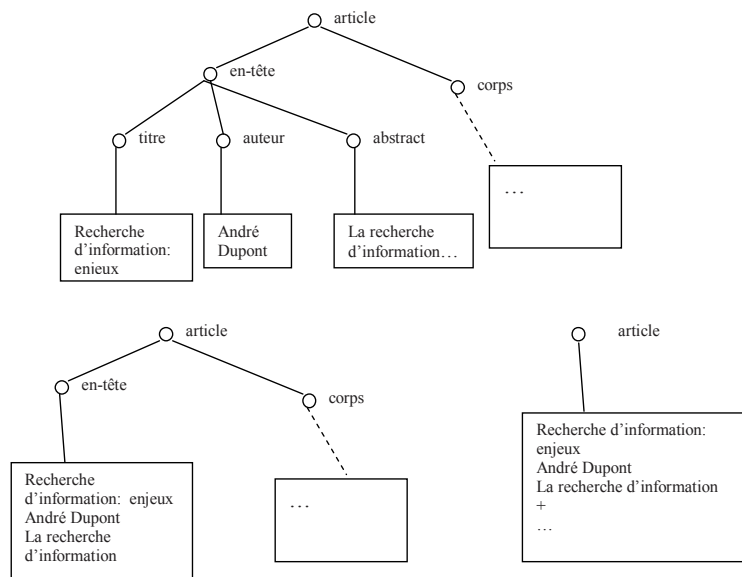 article
en-tête
corps
titre
auteur
abstract
Recherche
d’information:
enjeux
André
Dupont
La recherche
d’information…
…
article
en-tête
corps
Recherche
d’information: enjeux
André Dupont
La recherche
d’information
…
article
Recherche d’information:
enjeux
André Dupont
La recherche d’information
+
…